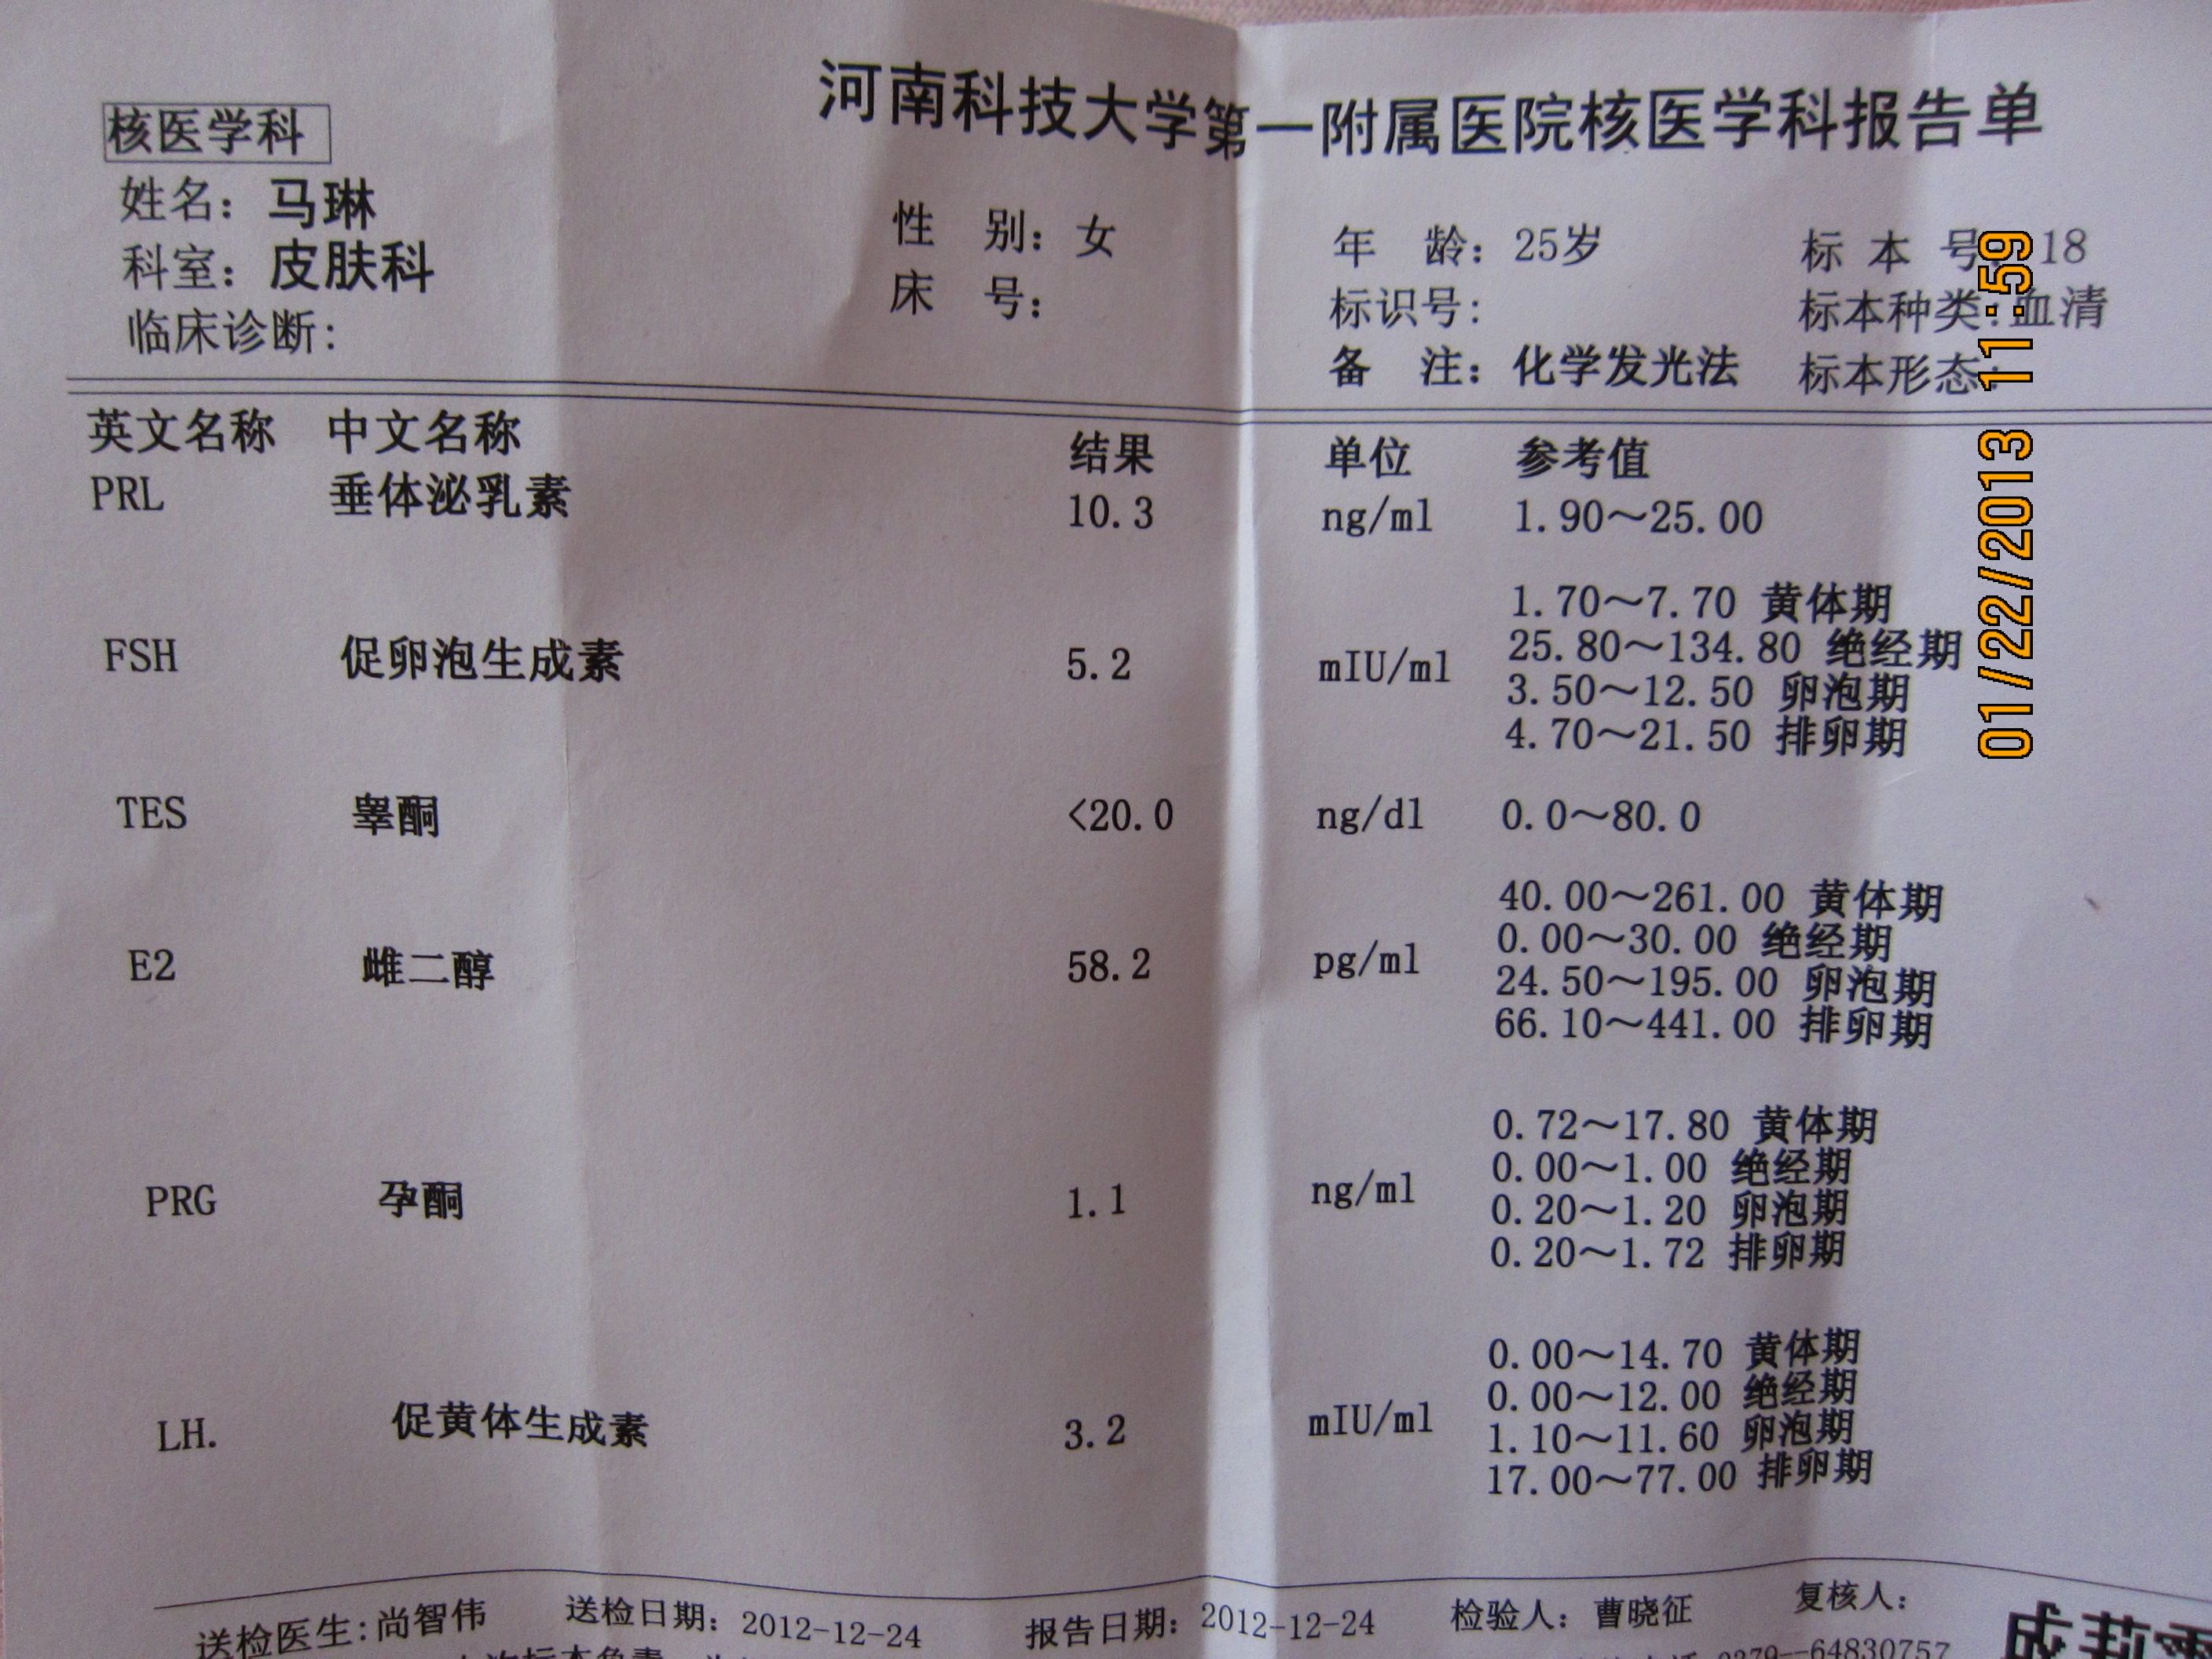 河南科技大学第一附属医院核医学科报告单
核医学科
姓名：马琳 性 别：女 年 龄：25岁 标 本 号：18
科室：皮肤科 床 号： 标识号： 标本种类：血清
临床诊断： 备 注：化学发光法 标本形态：
英文名称 中文名称 结果 单位 参考值
PRL 垂体泌乳素 10.3 ng/ml 1.90～25.00
1.70～7.70 黄体期
25.80～134.80 绝经期
FSH 促卵泡生成素 5.2 mIU/ml
3.50～12.50 卵泡期
4.70～21.50 排卵期
TES 睾酮 <20.0 ng/dl 0.0～80.0
40.00～261.00 黄体期
0.00～30.00 绝经期
E2 雌二醇 58.2 pg/ml
24.50～195.00 卵泡期
66.10～441.00 排卵期
0.72～17.80 黄体期
0.00～1.00 绝经期
PRG 孕酮 1.1 ng/ml
0.20～1.20 卵泡期
0.20～1.72 排卵期
0.00～14.70 黄体期
0.00～12.00 绝经期
LH. 促黄体生成素 3.2 mIU/ml
1.10～11.60 卵泡期
17.00～77.00 排卵期
送检医生：尚智伟 送检日期：2012-12-24 报告日期：2012-12-24 检验人：曹晓征 复核人：
0379--64830757
01/22/2013 11:59